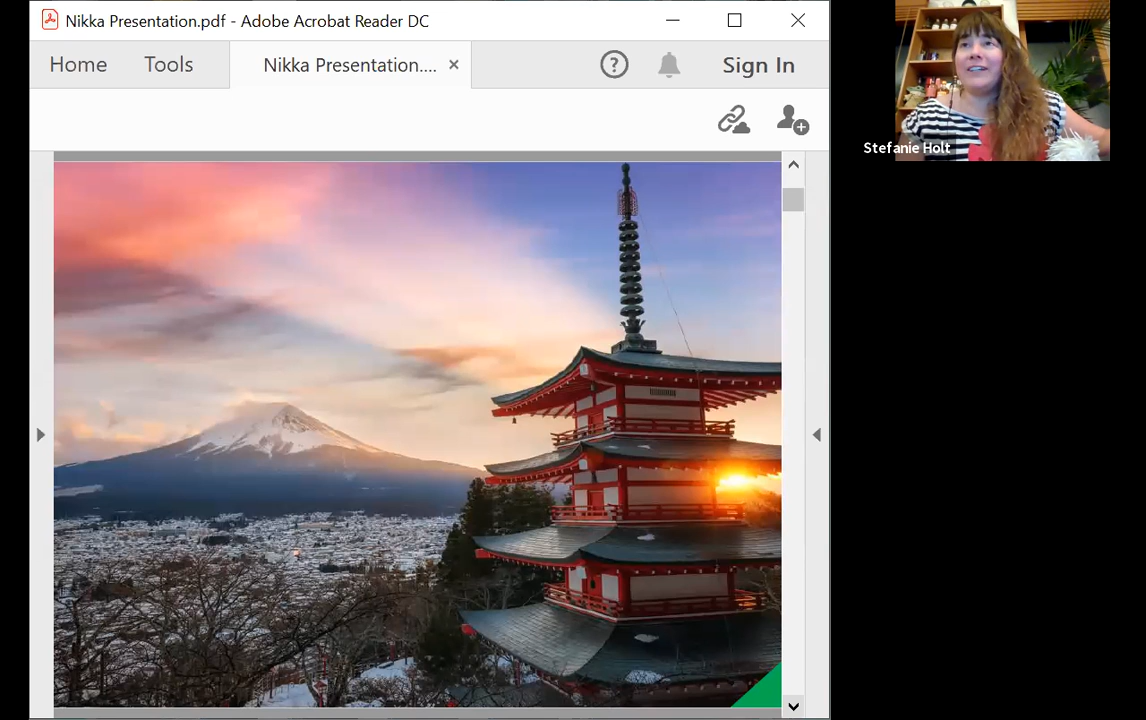 Nikka Presentation.pdf - Adobe Acrobat Reader DC
Home Tools Nikka Presentation.... Sign In
Stefanie Holt